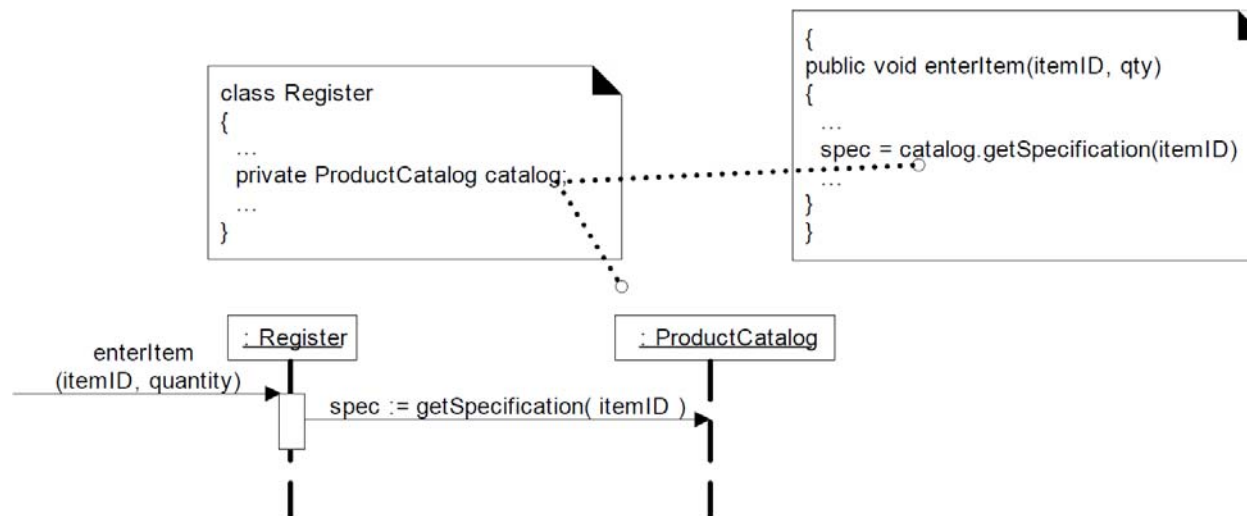 class Register
{
...
private ProductCatalog catalog;
...
}
{
public void enterItem(itemID, qty)
{
...
spec = catalog.getSpecification(itemID)
...
}
}
: Register
: ProductCatalog
enterItem
(itemID, quantity)
spec := getSpecification( itemID )